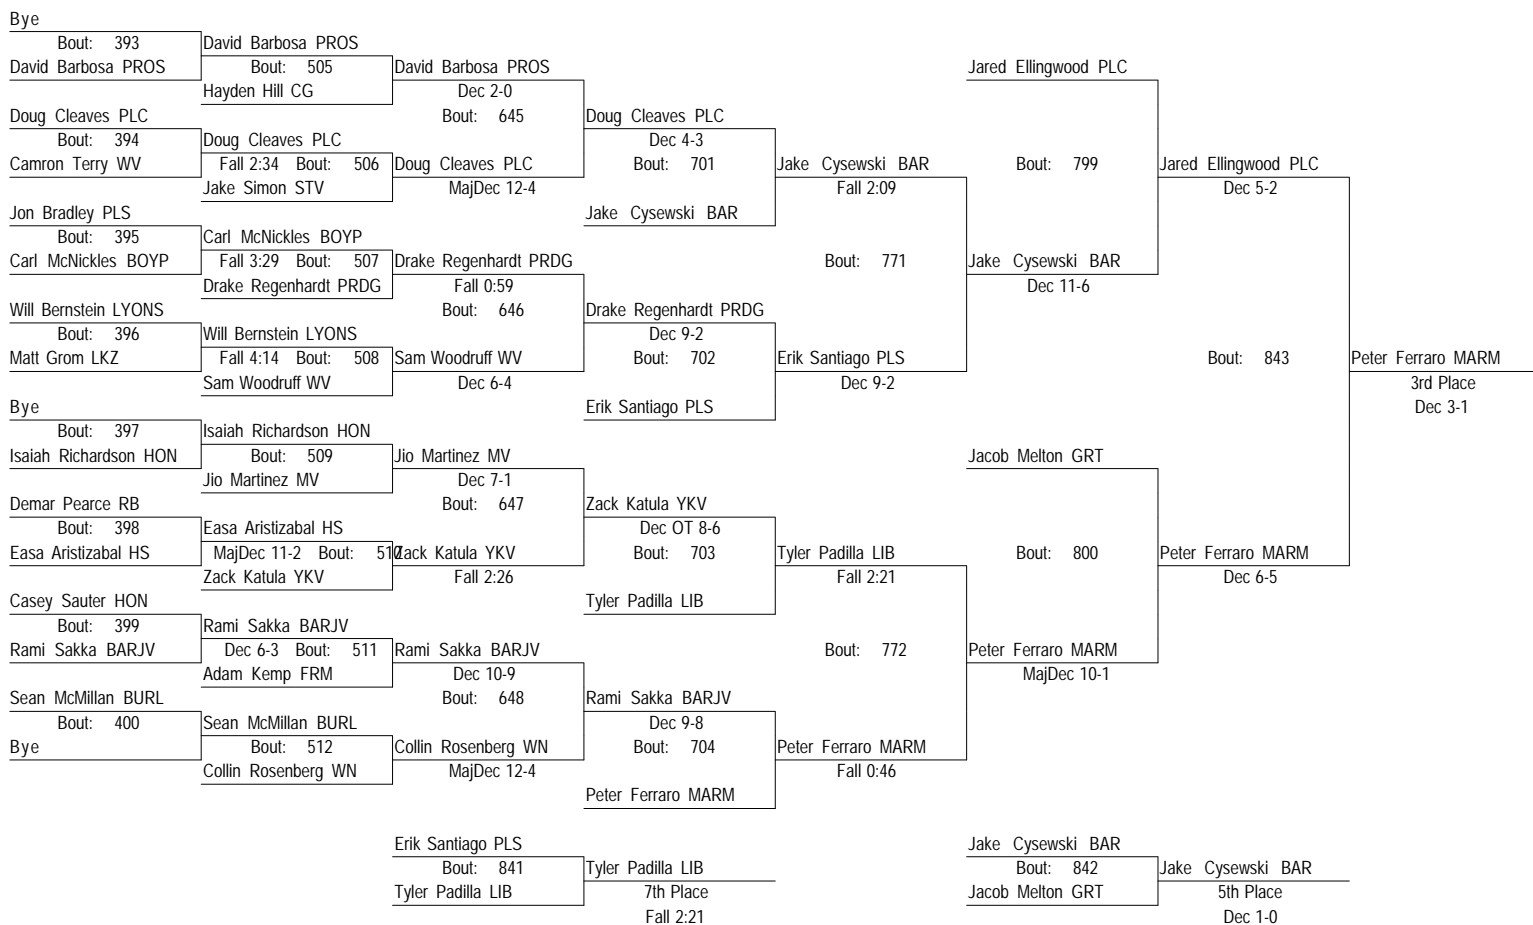 Bye
Bout: 393 David Barbosa PROS
David Barbosa PROS Bout: 505 David Barbosa PROS Jared Ellingwood PLC
Hayden Hill CG Dec 2-0
Doug Cleaves PLC Bout: 645 Doug Cleaves PLC
Bout: 394 Doug Cleaves PLC Dec 4-3
Camron Terry WV Fall 2:34 Bout: 506 Doug Cleaves PLC Bout: 701 Jake Cysewski BAR Bout: 799 Jared Ellingwood PLC
Jake Simon STV MajDec 12-4 Fall 2:09 Dec 5-2
Jon Bradley PLS Jake Cysewski BAR
Bout: 395 Carl McNickles BOYP
Carl McNickles BOYP Fall 3:29 Bout: 507 Drake Regenhardt PRDG Bout: 771 Jake Cysewski BAR
Drake Regenhardt PRDG Fall 0:59 Dec 11-6
Will Bernstein LYONS Bout: 646 Drake Regenhardt PRDG
Bout: 396 Will Bernstein LYONS Dec 9-2
Matt Grom LKZ Fall 4:14 Bout: 508 Sam Woodruff WV Bout: 702 Erik Santiago PLS Bout: 843 Peter Ferraro MARM
Sam Woodruff WV Dec 6-4 Dec 9-2 3rd Place
Bye Erik Santiago PLS Dec 3-1
Bout: 397 Isaiah Richardson HON
Isaiah Richardson HON Bout: 509 Jio Martinez MV Jacob Melton GRT
Jio Martinez MV Dec 7-1
Demar Pearce RB Bout: 647 Zack Katula YKV
Bout: 398 Easa Aristizabal HS Dec OT 8-6
Easa Aristizabal HS MajDec 11-2 Bout: 510 Zack Katula YKV Bout: 703 Tyler Padilla LIB Bout: 800 Peter Ferraro MARM
Zack Katula YKV Fall 2:26 Fall 2:21 Dec 6-5
Casey Sauter HON Tyler Padilla LIB
Bout: 399 Rami Sakka BARJV
Rami Sakka BARJV Dec 6-3 Bout: 511 Rami Sakka BARJV Bout: 772 Peter Ferraro MARM
Adam Kemp FRM Dec 10-9 MajDec 10-1
Sean McMillan BURL Bout: 648 Rami Sakka BARJV
Bout: 400 Sean McMillan BURL Dec 9-8
Bye Bout: 512 Collin Rosenberg WN Bout: 704 Peter Ferraro MARM
Collin Rosenberg WN MajDec 12-4 Fall 0:46
Peter Ferraro MARM
Erik Santiago PLS Jake Cysewski BAR
Bout: 841 Tyler Padilla LIB Bout: 842 Jake Cysewski BAR
Tyler Padilla LIB 7th Place Jacob Melton GRT 5th Place
Fall 2:21 Dec 1-0